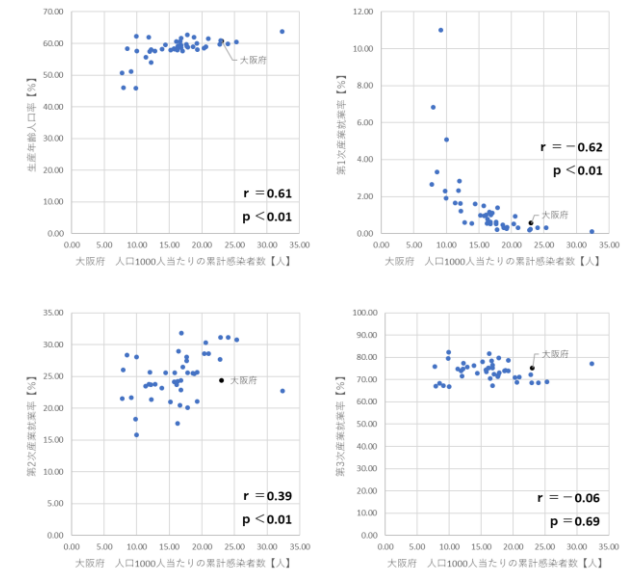 70.00
60.00
50.00
40.00
30.00
20.00
10.00
0.00
生産年齢人口率【%】
大阪府
r ＝0.61
p＜0.01
0.00 5.00 10.00 15.00 20.00 25.00 30.00 35.00
大阪府　人口1000人当たりの累計感染者数【人】
12.00
10.00
8.00
6.00
4.00
2.00
0.00
第1次産業就業率【%】
r ＝－0.62
p＜0.01
大阪府
0.00 5.00 10.00 15.00 20.00 25.00 30.00 35.00
大阪府　人口1000人当たりの累計感染者数【人】
35.00
30.00
25.00
20.00
15.00
10.00
5.00
0.00
第2次産業就業率【%】
大阪府
r ＝0.39
p＜0.01
0.00 5.00 10.00 15.00 20.00 25.00 30.00 35.00
大阪府　人口1000人当たりの累計感染者数【人】
100.00
90.00
80.00
70.00
60.00
50.00
40.00
30.00
20.00
10.00
0.00
第3次産業就業率【%】
大阪府
r ＝－0.06
p＝0.69
0.00 5.00 10.00 15.00 20.00 25.00 30.00 35.00
大阪府　人口1000人当たりの累計感染者数【人】